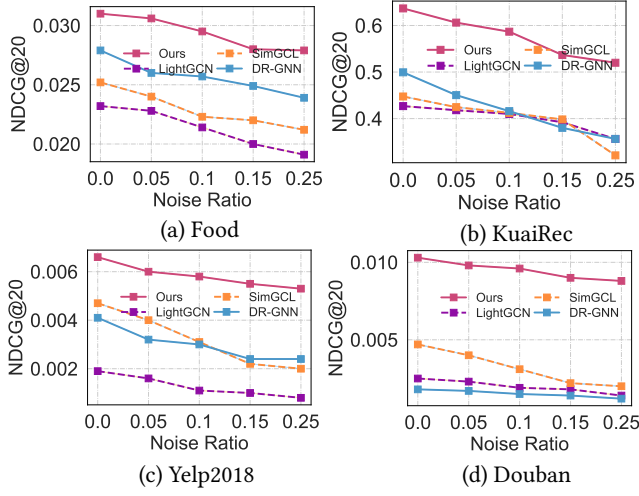 NDCG@20
0.030
0.025
0.020
Ours
SimGCL
LightGCN
DR-GNN
0.0 0.05 0.1 0.15 0.25
Noise Ratio
(a) Food
NDCG@20
0.6
0.5
0.4
Ours
SimGCL
LightGCN
DR-GNN
0.0 0.05 0.1 0.15 0.25
Noise Ratio
(b) KuaiRec
NDCG@20
0.006
0.004
0.002
Ours
SimGCL
LightGCN
DR-GNN
0.0 0.05 0.1 0.15 0.25
Noise Ratio
(c) Yelp2018
NDCG@20
0.010
0.005
Ours
SimGCL
LightGCN
DR-GNN
0.0 0.05 0.1 0.15 0.25
Noise Ratio
(d) Douban